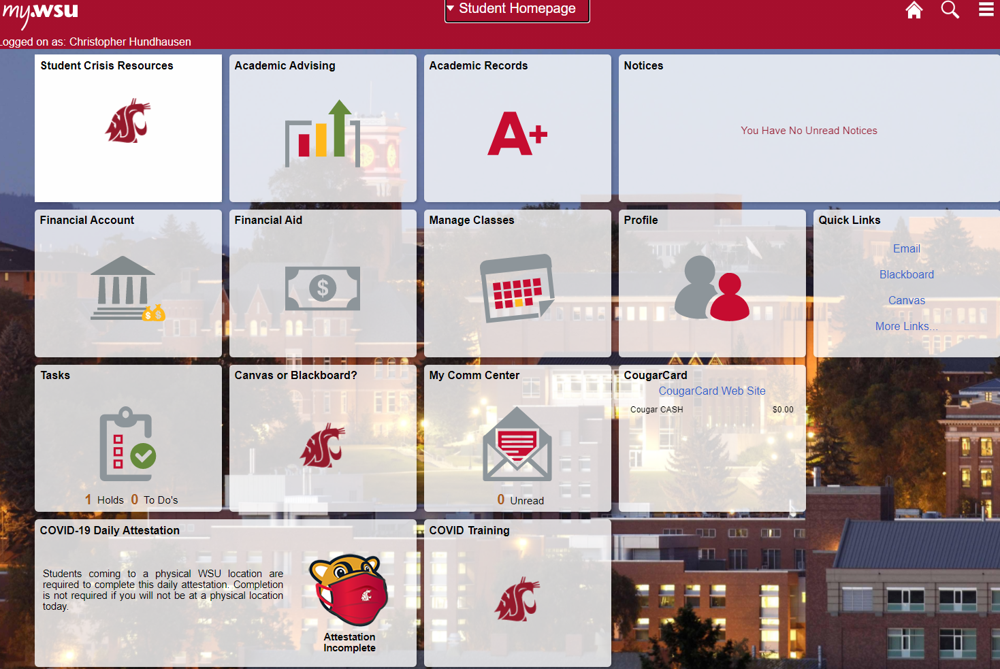 my.wsu
Student Homepage
Logged on as: Christopher Hundhausen
Student Crisis Resources
Academic Advising
Academic Records
A+
Notices
You Have No Unread Notices
Financial Account
$ $
Financial Aid
$
Manage Classes
Profile
Quick Links
Email
Blackboard
Canvas
More Links...
Tasks
1 Holds 0 To Do's
Canvas or Blackboard?
My Comm Center
0 Unread
CougarCard
CougarCard Web Site
Cougar CASH $0.00
COVID-19 Daily Attestation
Students coming to a physical WSU location are
required to complete this daily attestation. Completion
is not required if you will not be at a physical location
today.
Attestation
Incomplete
COVID Training